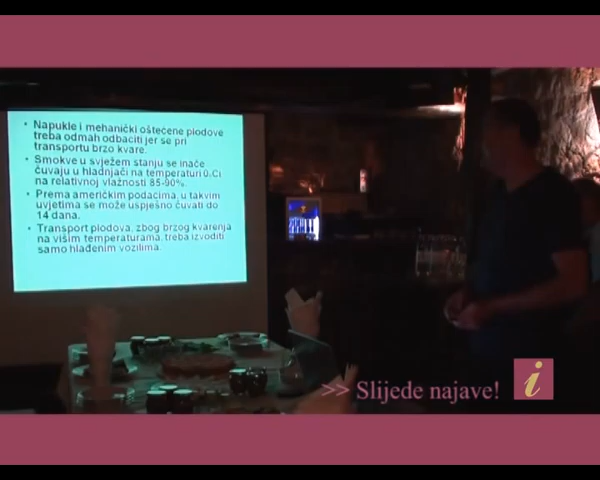 • Napukle i mehanički oštećene plodove
treba odmah odbaciti jer se pri
transportu brzo kvare.
• Smokve u svježem stanju se inače
čuvaju u hladnjači na temperaturi 0,Ci
na relativnoj vlažnosti 85-90%.
• Prema američkim podacima, u takvim
uvjetima se može uspješno čuvati do
14 dana.
• Transport plodova, zbog brzog kvarenja
na višim temperaturama, treba izvoditi
samo hlađenim vozilima.
>> Slijede najave! i